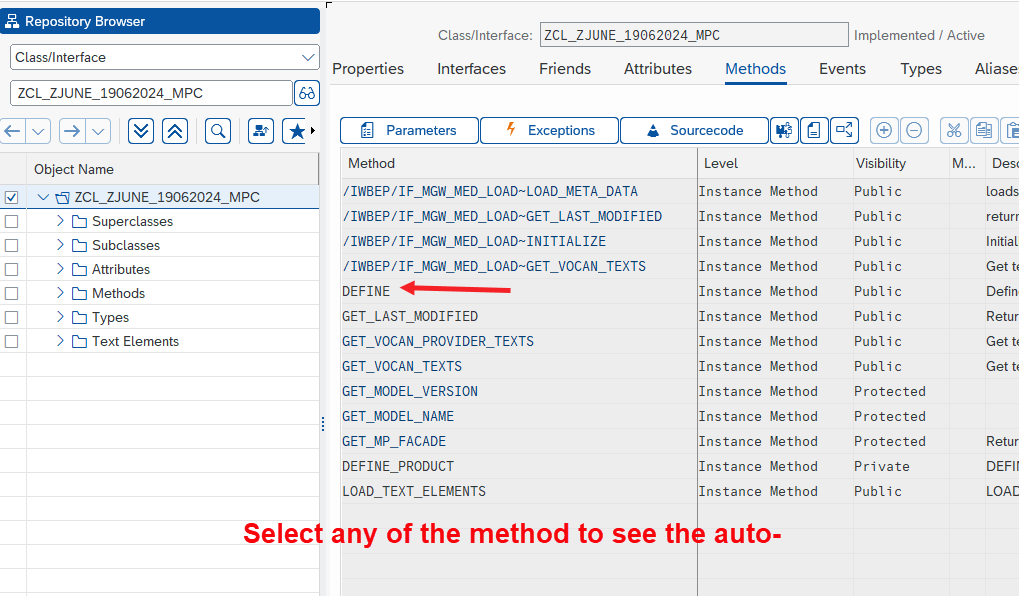 Repository Browser
Class/Interface
ZCL_ZJUNE_19062024_MPC
Object Name
ZCL_ZJUNE_19062024_MPC
Superclasses
Subclasses
Attributes
Methods
Types
Text Elements
Class/Interface: ZCL_ZJUNE_19062024_MPC Implemented / Active
Properties Interfaces Friends Attributes Methods Events Types Aliase
Parameters Exceptions Sourcecode
Method Level Visibility M... Desc
/IWBEP/IF_MGW_MED_LOAD~LOAD_META_DATA Instance Method Public loads
/IWBEP/IF_MGW_MED_LOAD~GET_LAST_MODIFIED Instance Method Public return
/IWBEP/IF_MGW_MED_LOAD~INITIALIZE Instance Method Public Initiali
/IWBEP/IF_MGW_MED_LOAD~GET_VOCAN_TEXTS Instance Method Public Get te
DEFINE Instance Method Public Define
GET_LAST_MODIFIED Instance Method Public Retur
GET_VOCAN_PROVIDER_TEXTS Instance Method Public Get te
GET_VOCAN_TEXTS Instance Method Public Get te
GET_MODEL_VERSION Instance Method Protected
GET_MODEL_NAME Instance Method Protected
GET_MP_FACADE Instance Method Protected Retur
DEFINE_PRODUCT Instance Method Private DEFIN
LOAD_TEXT_ELEMENTS Instance Method Public LOAD
Select any of the method to see the auto-